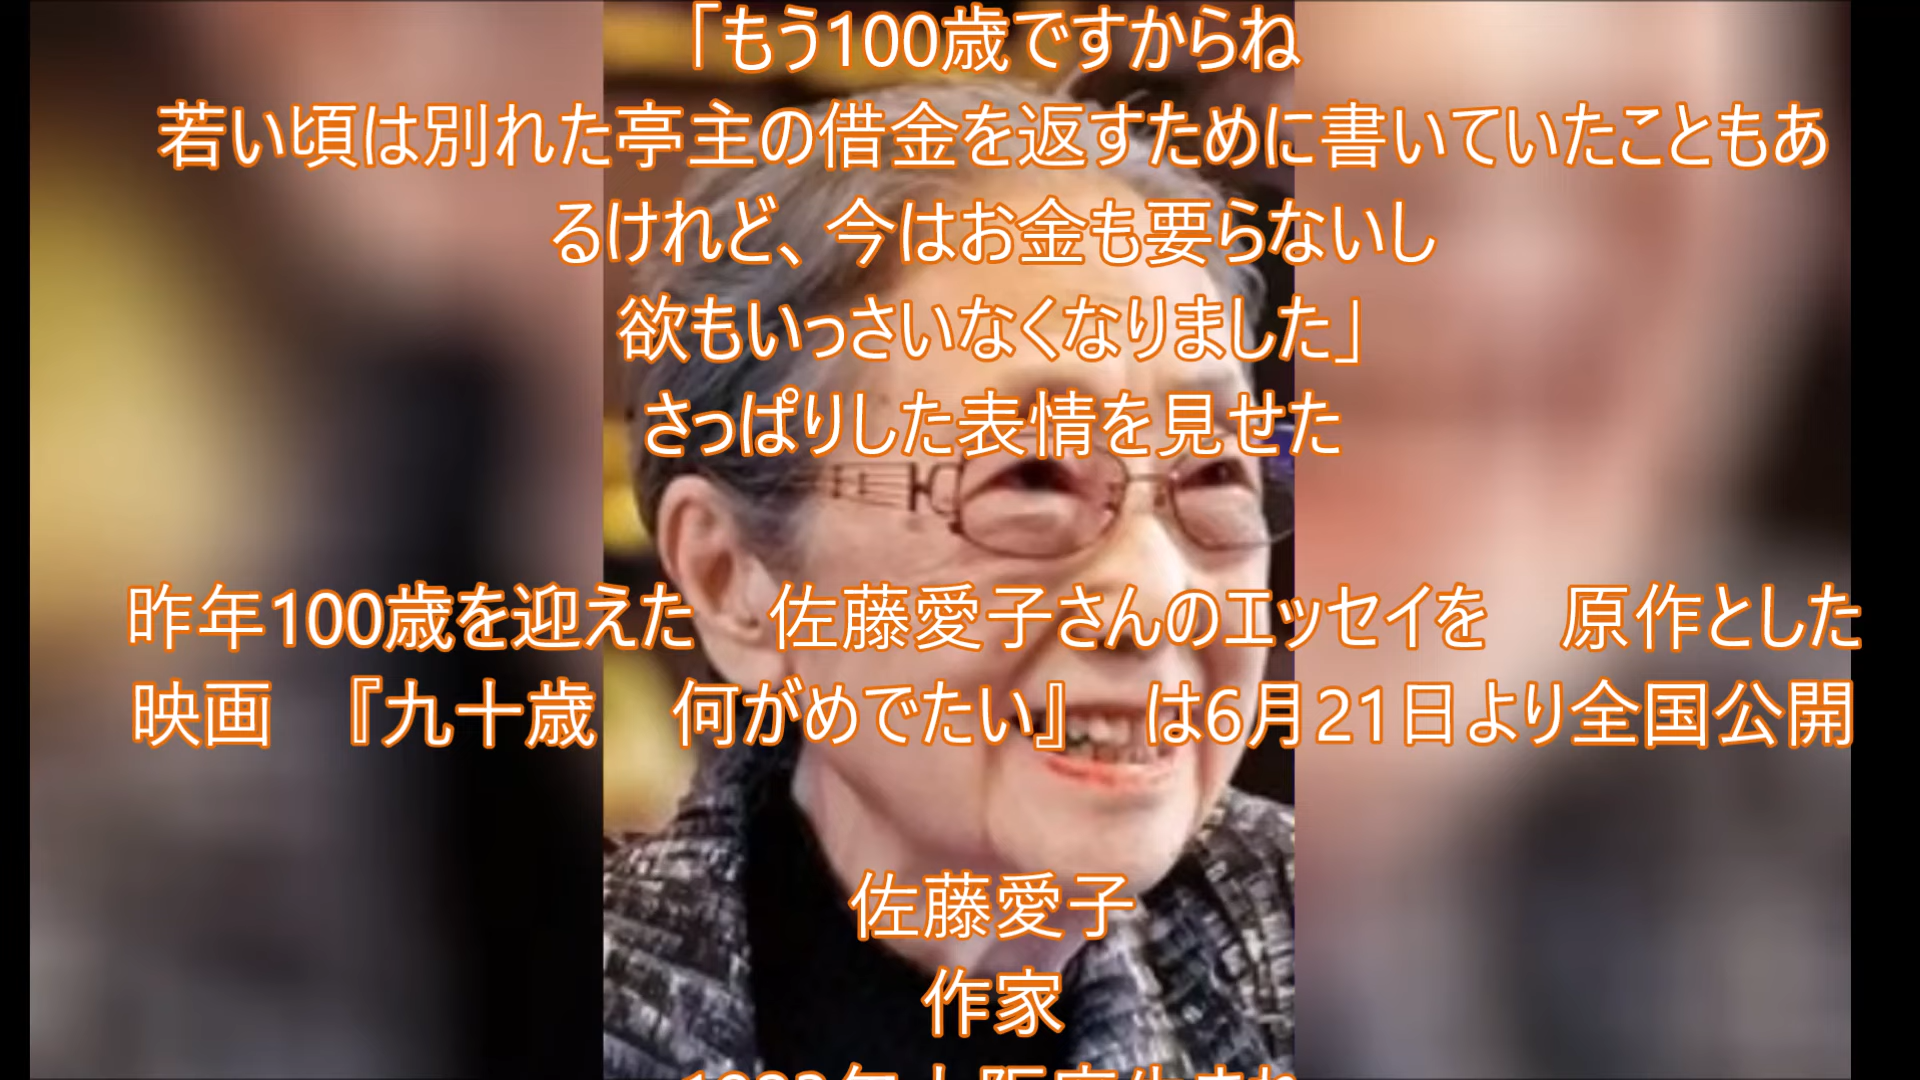 「もう100歳ですからね
若い頃は別れた亭主の借金を返すために書いていたこともあ
るけれど、今はお金も要らないし
欲もいっさいなくなりました」
さっぱりした表情を見せた
昨年100歳を迎えた　佐藤愛子さんのエッセイを　原作とした
映画　『九十歳　何がめでたい』　は6月21日より全国公開
佐藤愛子
作家